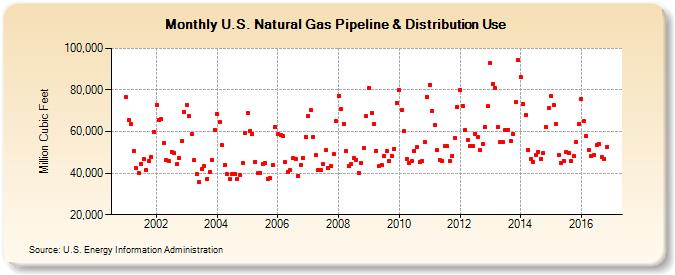 Monthly U.S. Natural Gas Pipeline & Distribution Use
Million Cubic Feet
100,000
80,000
60,000
40,000
20,000
2002 2004 2006 2008 2010 2012 2014 2016
Source: U.S. Energy Information Administration